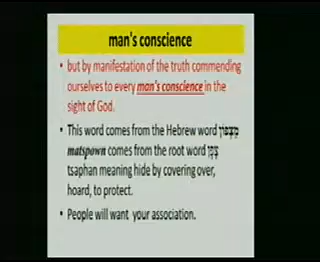 man's conscience
• but by manifestation of the truth commending
ourselves to every man's conscience in the
sight of God.
• This word comes from the Hebrew word
matspown comes from the root word
tsaphan meaning hide by covering over,
hoard, to protect.
• People will want your association.